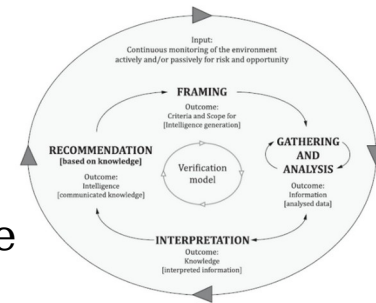 Input:
Continuous monitoring of the environment
actively and/or passively for risk and opportunity
FRAMING
Outcome:
Criteria and Scope for
[Intelligence generation]
RECOMMENDATION
[based on knowledge]
Outcome:
Intelligence
[communicated knowledge]
Verification
model
GATHERING
AND
ANALYSIS
Outcome:
Information
[analysed data]
e
INTERPRETATION
Outcome:
Knowledge
[interpreted information]